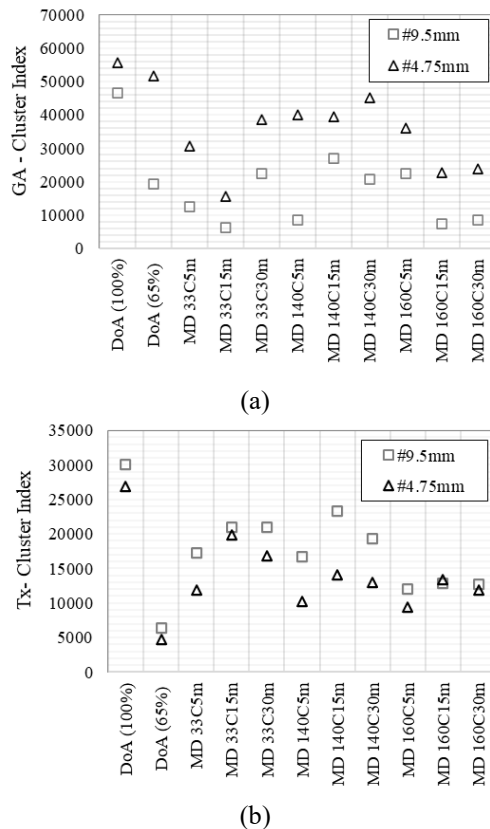 70000
60000
50000
40000
30000
20000
10000
0
GA - Cluster Index
#9.5mm
#4.75mm
DoA (100%)
DoA (65%)
MD 33C5m
MD 33C15m
MD 33C30m
MD 140C5m
MD 140C15m
MD 140C30m
MD 160C5m
MD 160C15m
MD 160C30m
(a)
35000
30000
25000
20000
15000
10000
5000
0
Tx- Cluster Index
#9.5mm
#4.75mm
DoA (100%)
DoA (65%)
MD 33C5m
MD 33C15m
MD 33C30m
MD 140C5m
MD 140C15m
MD 140C30m
MD 160C5m
MD 160C15m
MD 160C30m
(b)